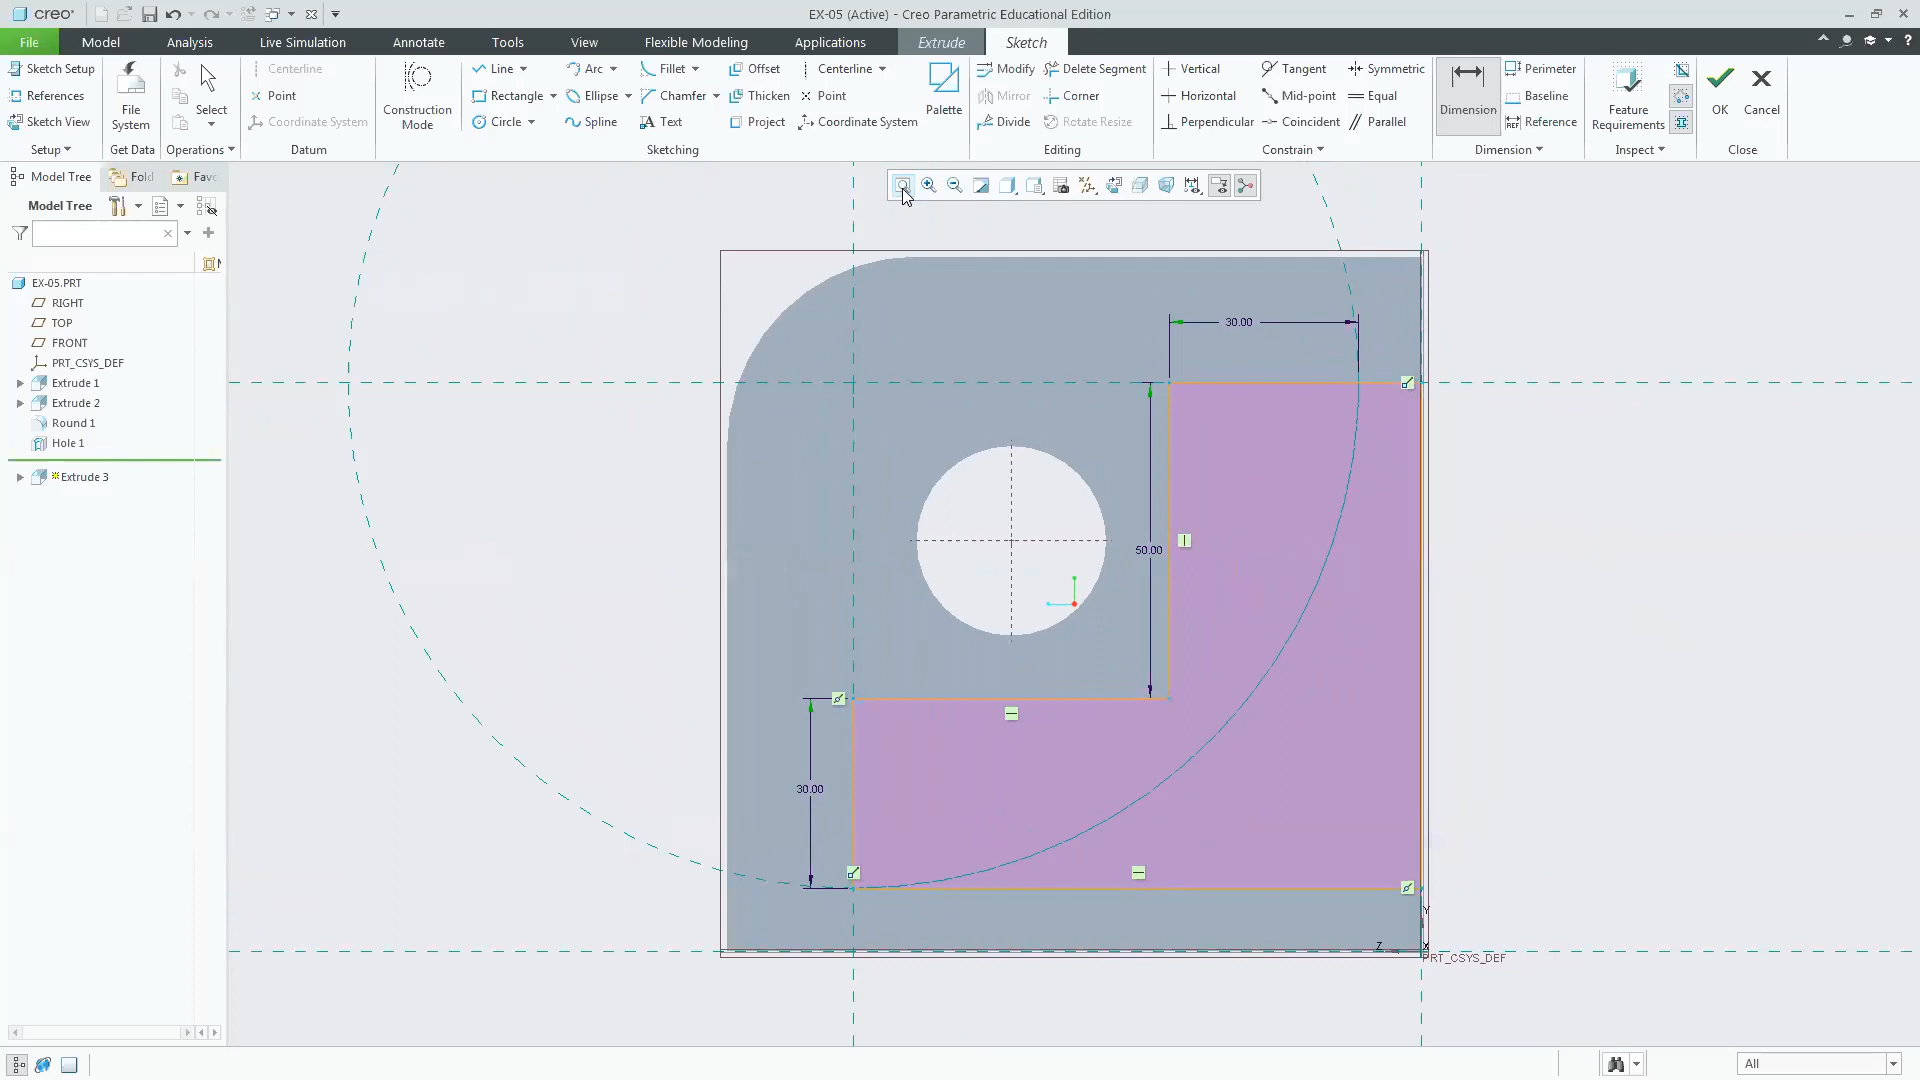 creo
EX-05 (Active) - Creo Parametric Educational Edition
File Model Analysis Live Simulation Annotate Tools View Flexible Modeling Applications Extrude Sketch
Sketch Setup
References
Sketch View
Setup
File System
Get Data
Select
Operations
Centerline
Point
Coordinate System
Datum
Construction Mode
Line Arc Fillet Offset Centerline
Rectangle Ellipse Chamfer Thicken Point
Circle Spline Text Project Coordinate System
Palette
Sketching
Modify Delete Segment
Mirror Corner
Divide Rotate Resize
Editing
Vertical Tangent Symmetric
Horizontal Mid-point Equal
Perpendicular Coincident Parallel
Constrain
Dimension
Perimeter
Baseline
REF Reference
Dimension
Feature Requirements
Inspect
OK
Cancel
Close
Model Tree Fold Favo
Model Tree
EX-05.PRT
RIGHT
TOP
FRONT
PRT_CSYS_DEF
Extrude 1
Extrude 2
Round 1
Hole 1
Extrude 3
30.00
50.00
30.00
Y
Z X
PRT_CSYS_DEF
All